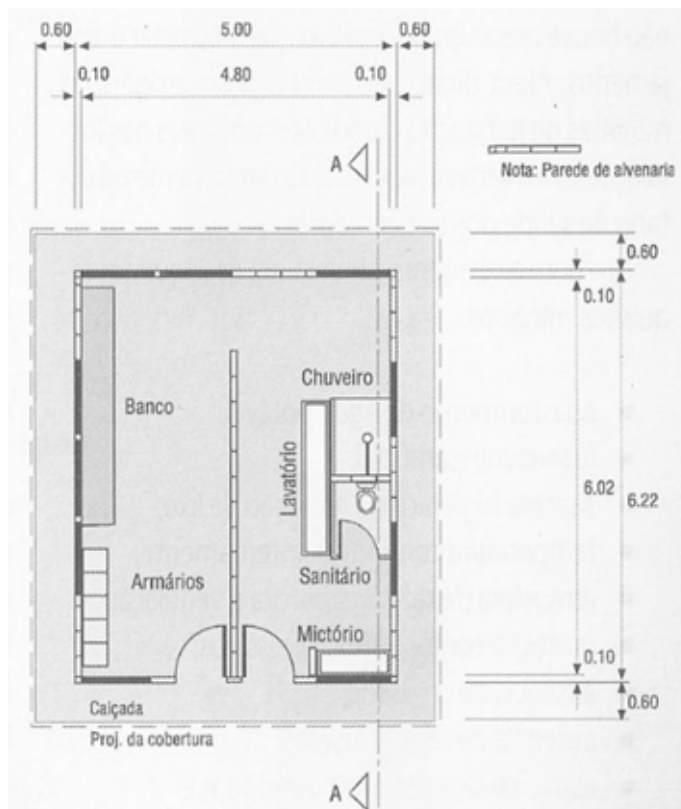 0.60
5.00
0.60
0.10
4.80
0.10
A
Nota: Parede de alvenaria
0.60
0.10
Chuveiro
Banco
Lavatório
6.02
6.22
Armários
Sanitário
Mictório
0.10
Calçada
0.60
Proj. da cobertura
A